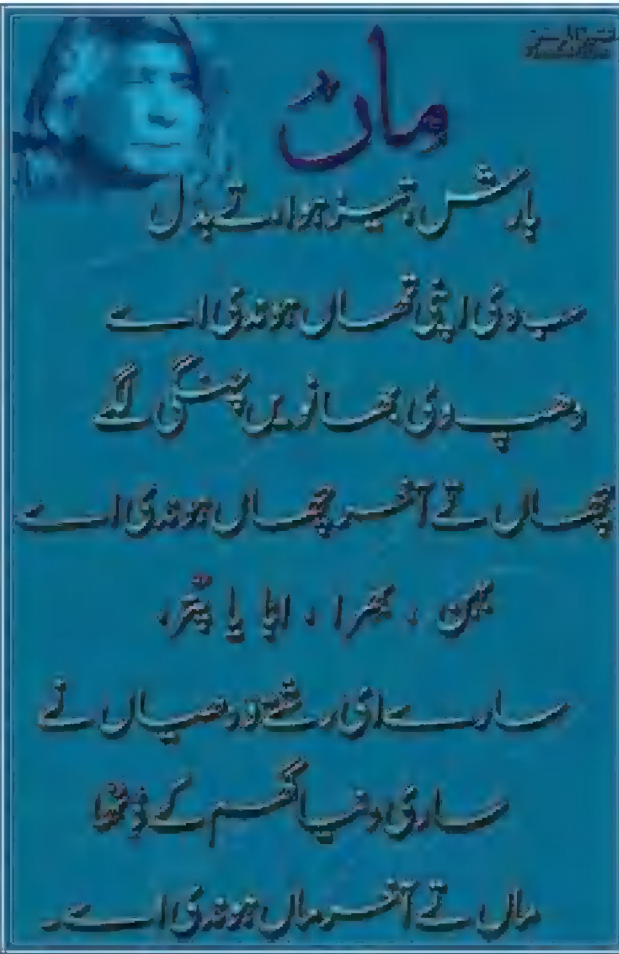 ماں
بارش، تیز ہوا، تے بدل
سب دی اپنی تھاں ہوندی اے
دھپ وی بھانویں چنگی لگے
چھاں تے آخر چھاں ہوندی اے
بہن ، بھرا ، ابا یا پتر،
سارے ای رشتے ودھیاں نے
ساری دنیا گھم کے ڈٹھا
ماں تے آخر ماں ہوندی اے۔